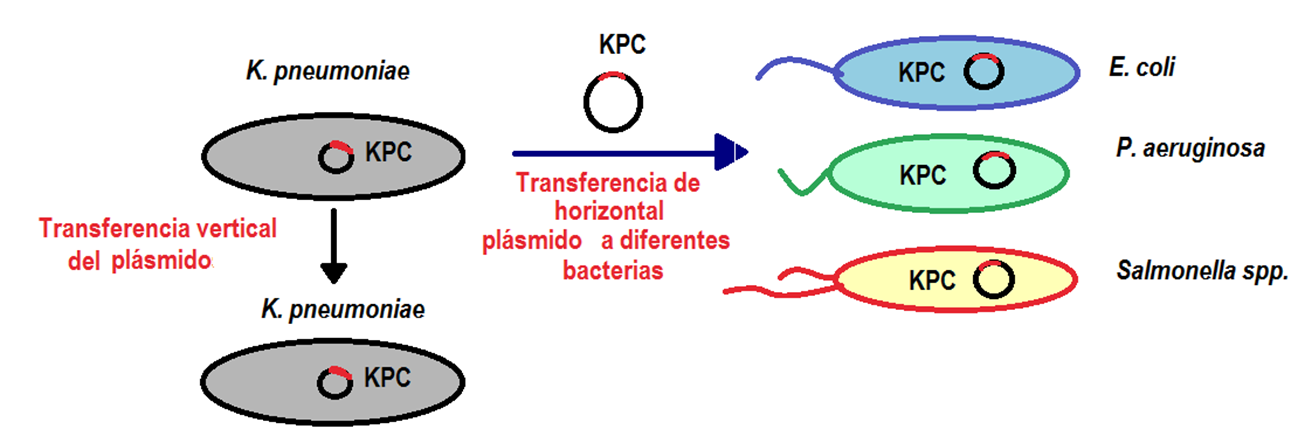 K. pneumoniae
KPC
Transferencia vertical
del plásmido
K. pneumoniae
KPC
KPC
Transferencia de
horizontal
plásmido a diferentes
bacterias
KPC
E. coli
KPC
P. aeruginosa
KPC
Salmonella spp.